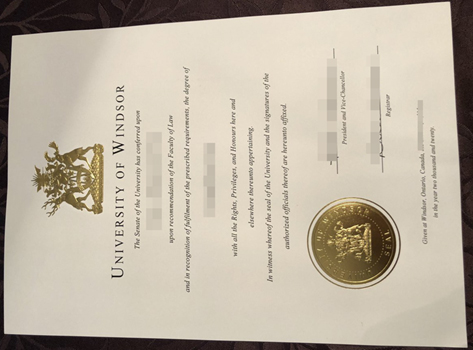 UNIVERSITY OF WINDSOR
The Senate of the University has conferred upon
upon recommendation of the Faculty of Law
and in recognition of fulfilment of the prescribed requirements, the degree of
with all the Rights, Privileges, and Honours here and
elsewhere thereunto appertaining.
In witness whereof the seal of the University and the signatures of the
authorized officials thereof are hereunto affixed.
President and Vice-Chancellor
Registrar
OF WINDSOR
SEAL
Given at Windsor, Ontario, Canada,
in the year two thousand and twenty.